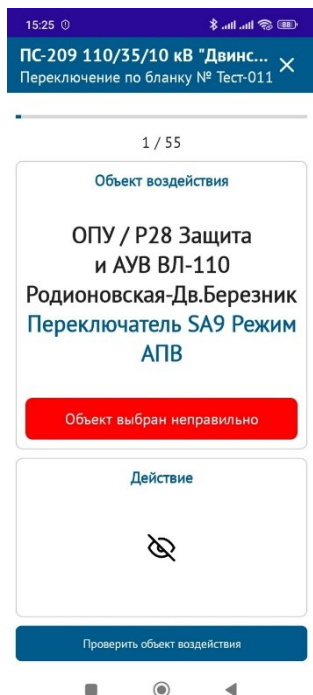 15:25
88
ПС-209 110/35/10 кВ "Двинс...
Переключение по бланку № Тест-011
1 / 55
Объект воздействия
ОПУ / Р28 Защита
и АУВ ВЛ-110
Родионовская-Дв.Березник
Переключатель SA9 Режим
АПВ
Объект выбран неправильно
Действие
Проверить объект воздействия